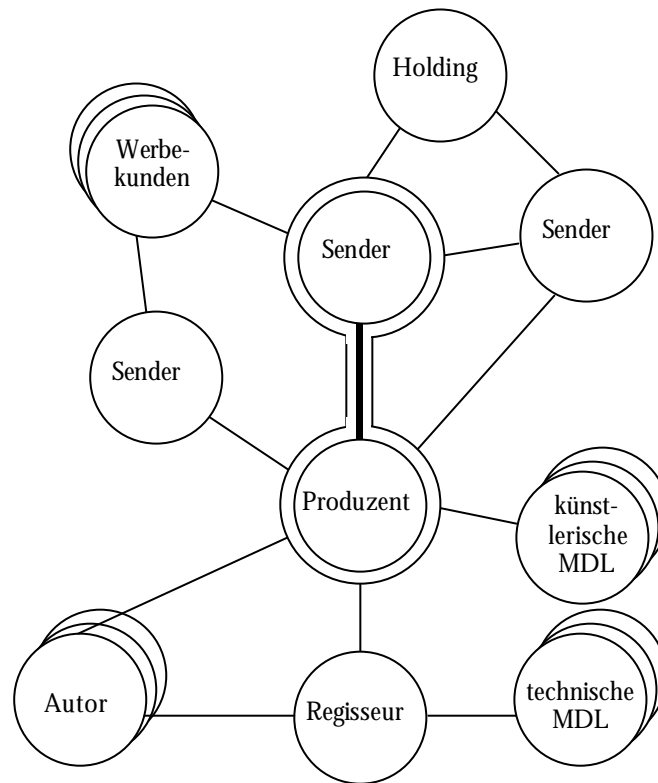 Holding
Werbe-
kunden
Sender
Sender
Sender
Produzent
künst-
lerische
MDL
Autor
Regisseur
technische
MDL